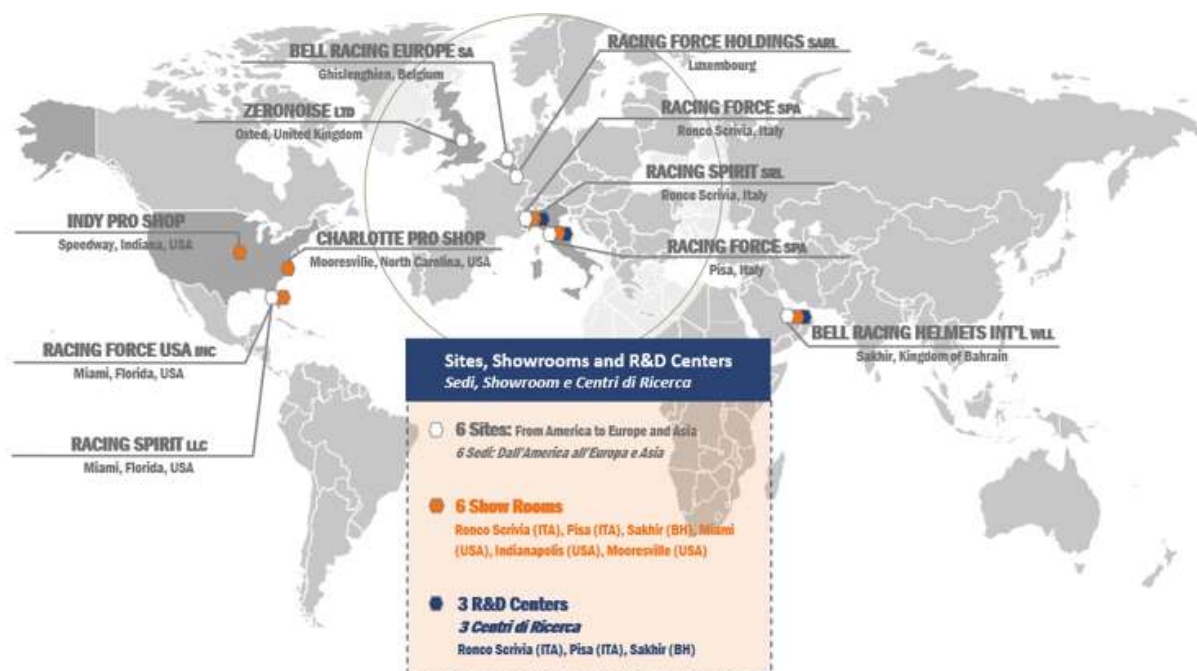 BELL RACING EUROPE SA
Ghislenghien, Belgium
RACING FORCE HOLDINGS SARL
Luxembourg
ZERONOISE LTD
Oxted, United Kingdom
RACING FORCE SPA
Ronco Scrivia, Italy
RACING SPIRIT SRL
Ronco Scrivia, Italy
INDY PRO SHOP
Speedway, Indiana, USA
CHARLOTTE PRO SHOP
Mooresville, North Carolina, USA
RACING FORCE SPA
Pisa, Italy
BELL RACING HELMETS INT'L WLL
Sakhir, Kingdom of Bahrain
RACING FORCE USA INC
Miami, Florida, USA
RACING SPIRIT LLC
Miami, Florida, USA
Sites, Showrooms and R&D Centers
Sedi, Showroom e Centri di Ricerca
6 Sites: From America to Europe and Asia
6 Sedi: Dall'America all'Europa e Asia
6 Show Rooms
Ronco Scrivia (ITA), Pisa (ITA), Sakhir (BH), Miami
(USA), Indianapolis (USA), Mooresville (USA)
3 R&D Centers
3 Centri di Ricerca
Ronco Scrivia (ITA), Pisa (ITA), Sakhir (BH)